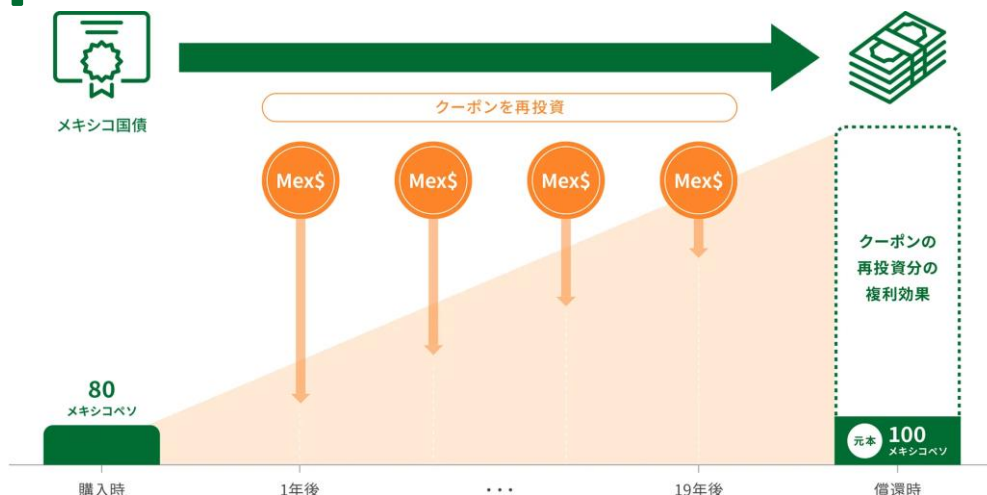 メキシコ国債
クーポンを再投資
Mex$
Mex$
Mex$
Mex$
クーポンの
再投資分の
複利効果
80
メキシコペソ
元本
100
メキシコペソ
購入時
1年後
・・・
19年後
償還時